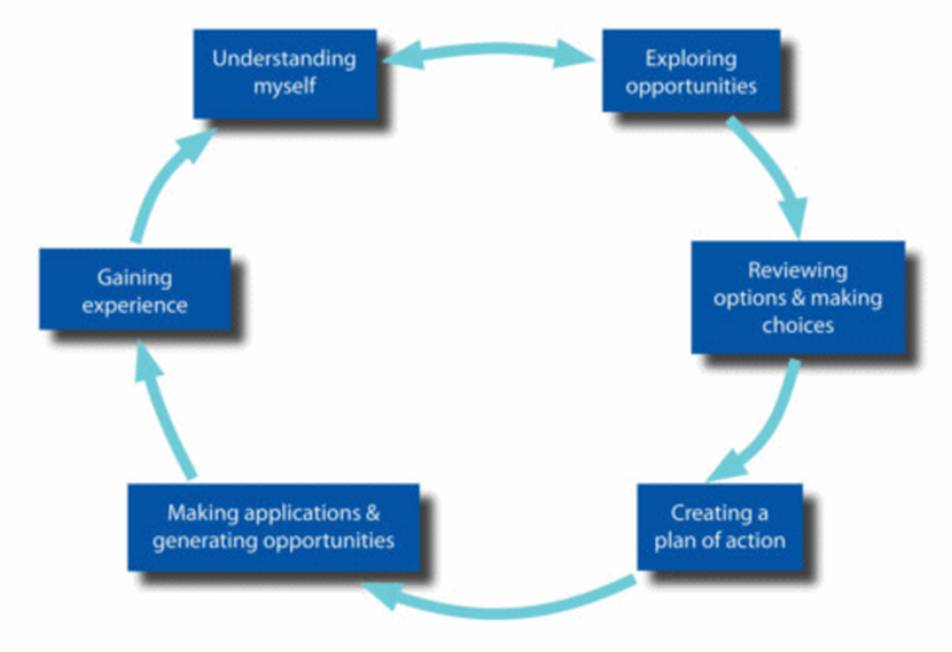 Understanding
myself
Exploring
opportunities
Reviewing
options & making
choices
Creating a
plan of action
Making applications &
generating opportunities
Gaining
experience